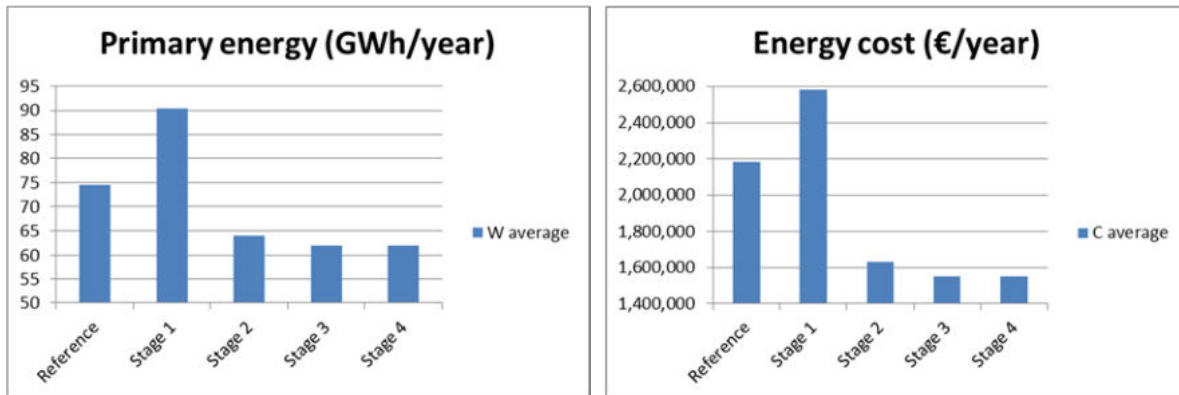 Primary energy (GWh/year)
95
90
85
80
75
70
65
60
55
50
Reference
Stage 1
Stage 2
Stage 3
Stage 4
W average
Energy cost (€/year)
2,600,000
2,400,000
2,200,000
2,000,000
1,800,000
1,600,000
1,400,000
Reference
Stage 1
Stage 2
Stage 3
Stage 4
C average